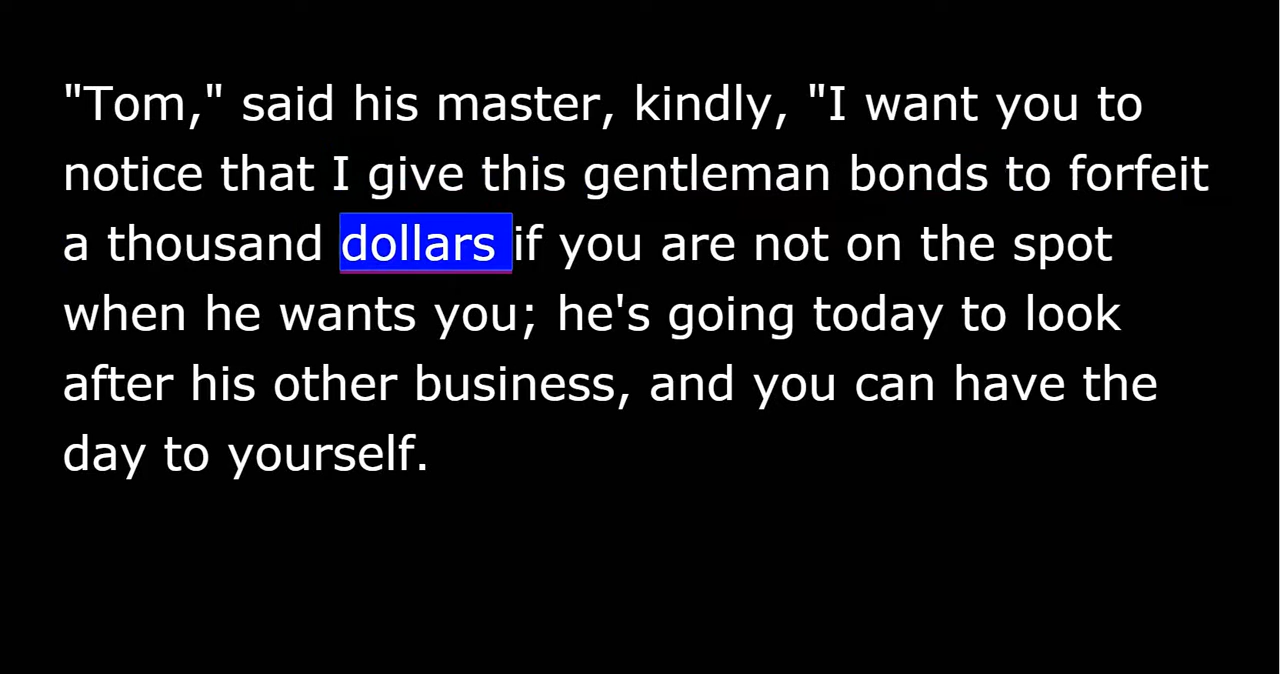 "Tom," said his master, kindly, "I want you to
notice that I give this gentleman bonds to forfeit
a thousand dollars if you are not on the spot
when he wants you; he's going today to look
after his other business, and you can have the
day to yourself.